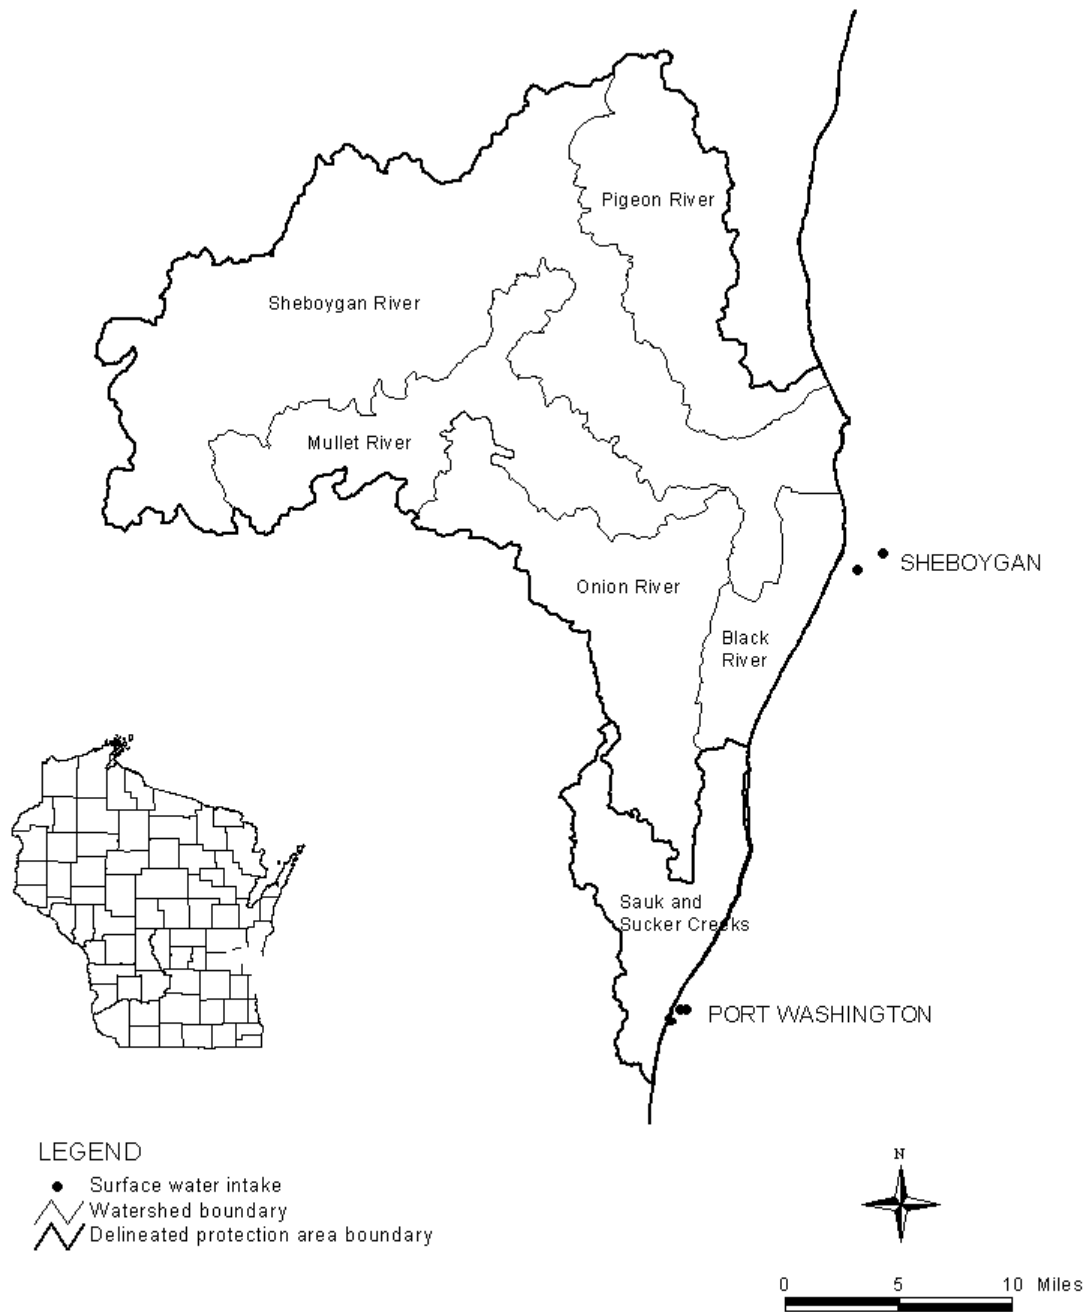 Pigeon River
Sheboygan River
Mullet River
SHEBOYGAN
Onion River
Black
River
Sauk and
Sucker Creeks
PORT WASHINGTON
LEGEND
Surface water intake
Watershed boundary
Delineated protection area boundary
N
0 5 10 Miles